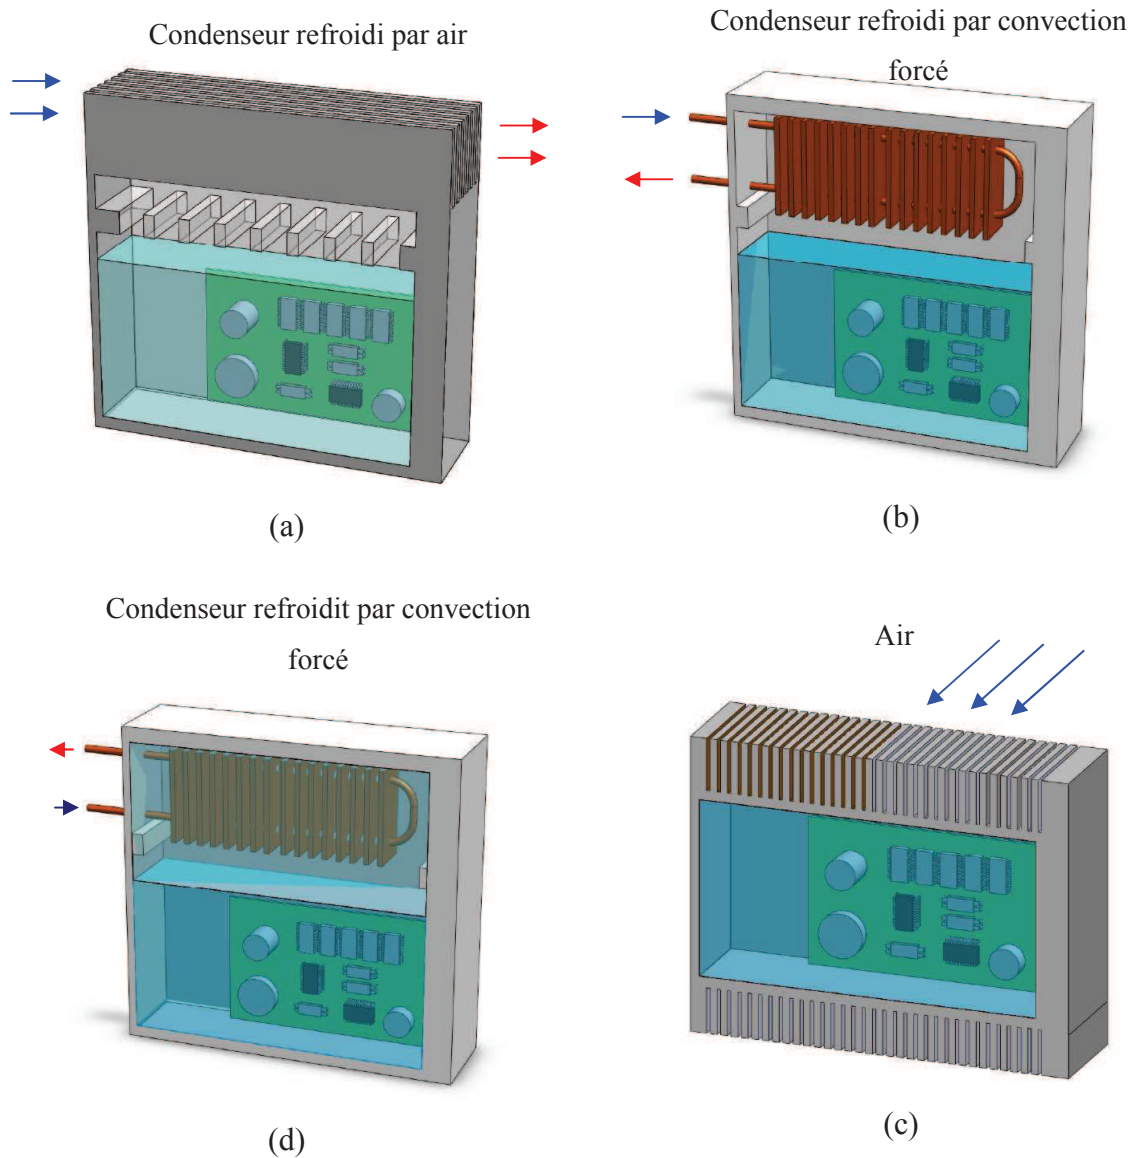 Condenseur refroidi par air
Condenseur refroidi par convection
forcé
(a)
(b)
Condenseur refroidit par convection
forcé
Air
(d)
(c)